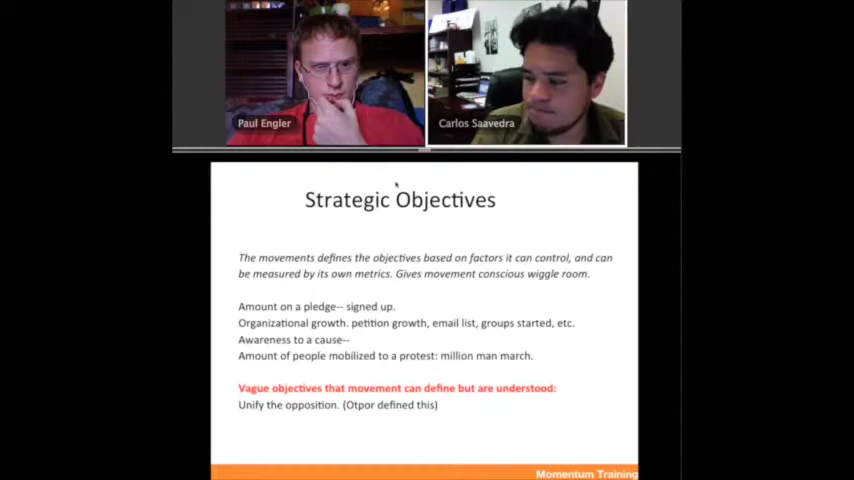 Paul Engler
Carlos Saavedra
Strategic Objectives
The movements defines the objectives based on factors it can control, and can
be measured by its own metrics. Gives movement conscious wiggle room.
Amount on a pledge-- signed up.
Organizational growth. petition growth, email list, groups started, etc.
Awareness to a cause--
Amount of people mobilized to a protest: million man march.
Vague objectives that movement can define but are understood:
Unify the opposition. (Otpor defined this)
Momentum Training